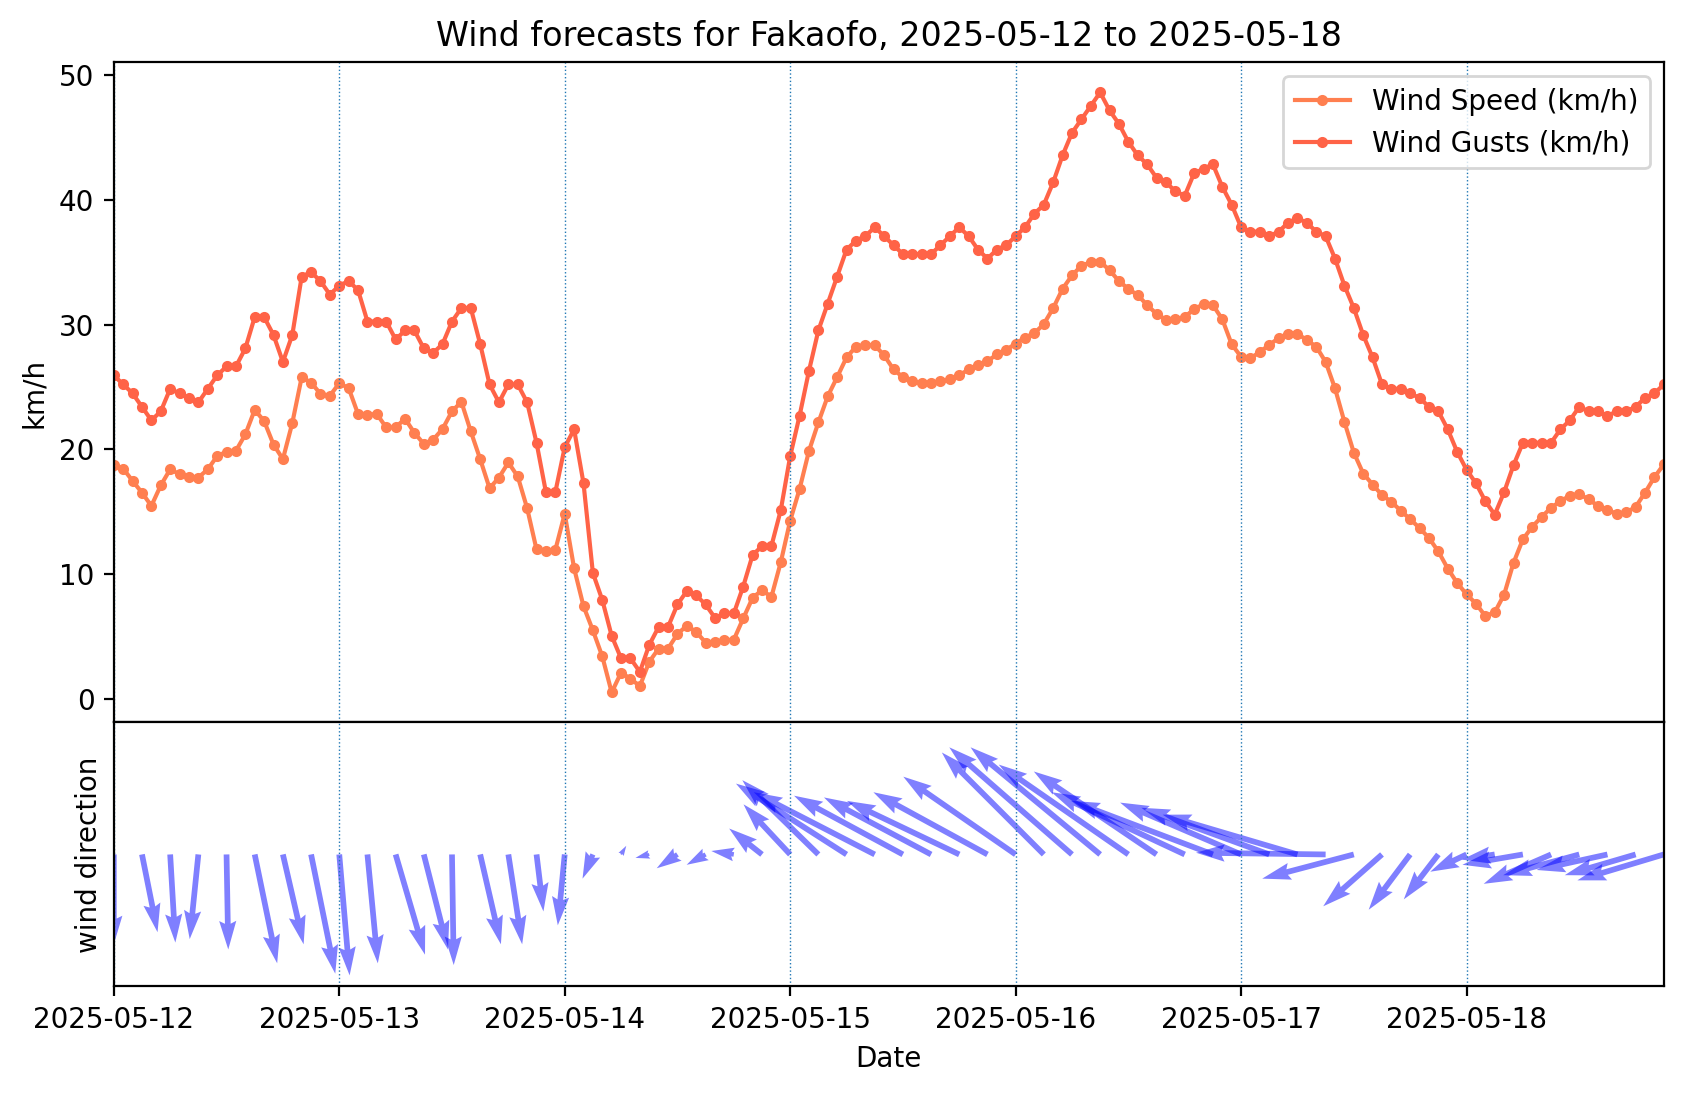 Wind forecasts for Fakaofo, 2025-05-12 to 2025-05-18
50
40
30
20
10
0
km/h
Wind Speed (km/h)
Wind Gusts (km/h)
wind direction
2025-05-12
2025-05-13
2025-05-14
2025-05-15
2025-05-16
2025-05-17
2025-05-18
Date